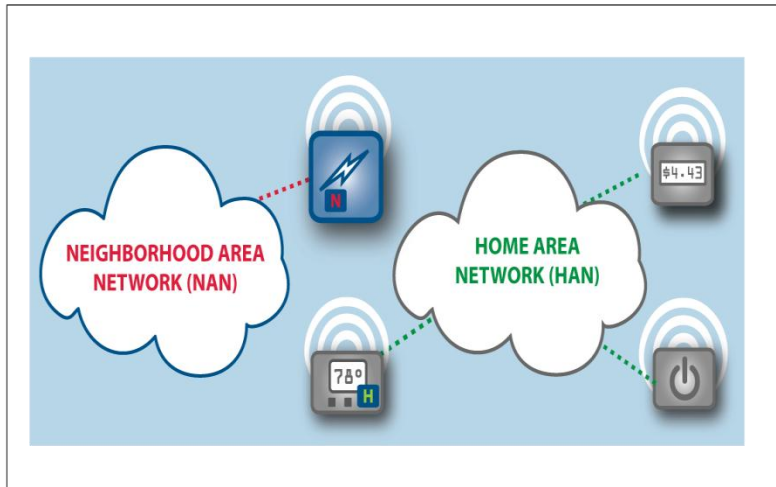 NEIGHBORHOOD AREA
NETWORK (NAN)
N
HOME AREA
NETWORK (HAN)
$4.43
78°
H